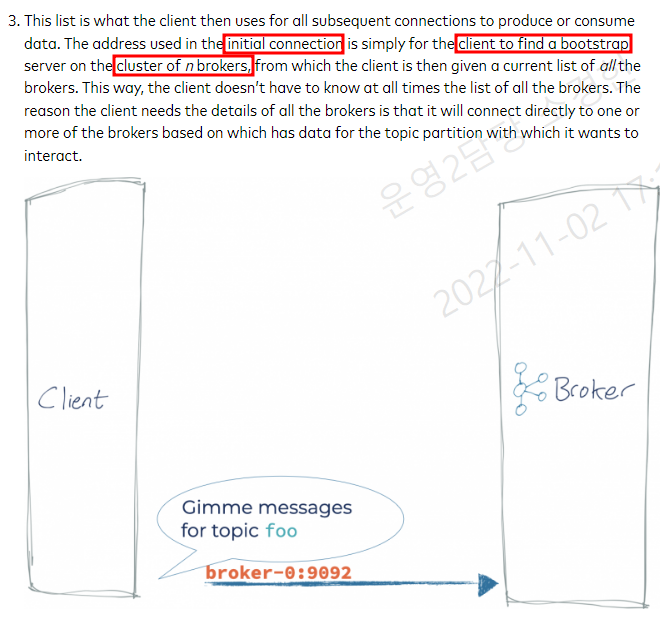 3. This list is what the client then uses for all subsequent connections to produce or consume
data. The address used in the initial connection is simply for the client to find a bootstrap
server on the cluster of n brokers, from which the client is then given a current list of all the
brokers. This way, the client doesn't have to know at all times the list of all the brokers. The
reason the client needs the details of all the brokers is that it will connect directly to one or
more of the brokers based on which has data for the topic partition with which it wants to
interact.
운영2담당
2022-11-02 17:
Client
Broker
Gimme messages
for topic foo
broker-0:9092